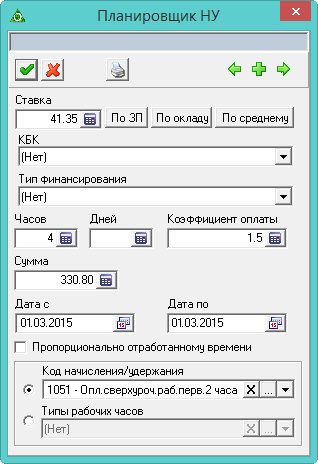 Планировщик НУ
Ставка
41.35 По ЗП По окладу По среднему
КБК
(Нет)
Тип финансирования
(Нет)
Часов Дней Коэффициент оплаты
4 1.5
Сумма
330.80
Дата с Дата по
01.03.2015 01.03.2015
Пропорционально отработанному времени
Код начисления/удержания
1051 - Опл.сверхуроч.раб.перв.2 часа X ...
Типы рабочих часов
(Нет) X ...